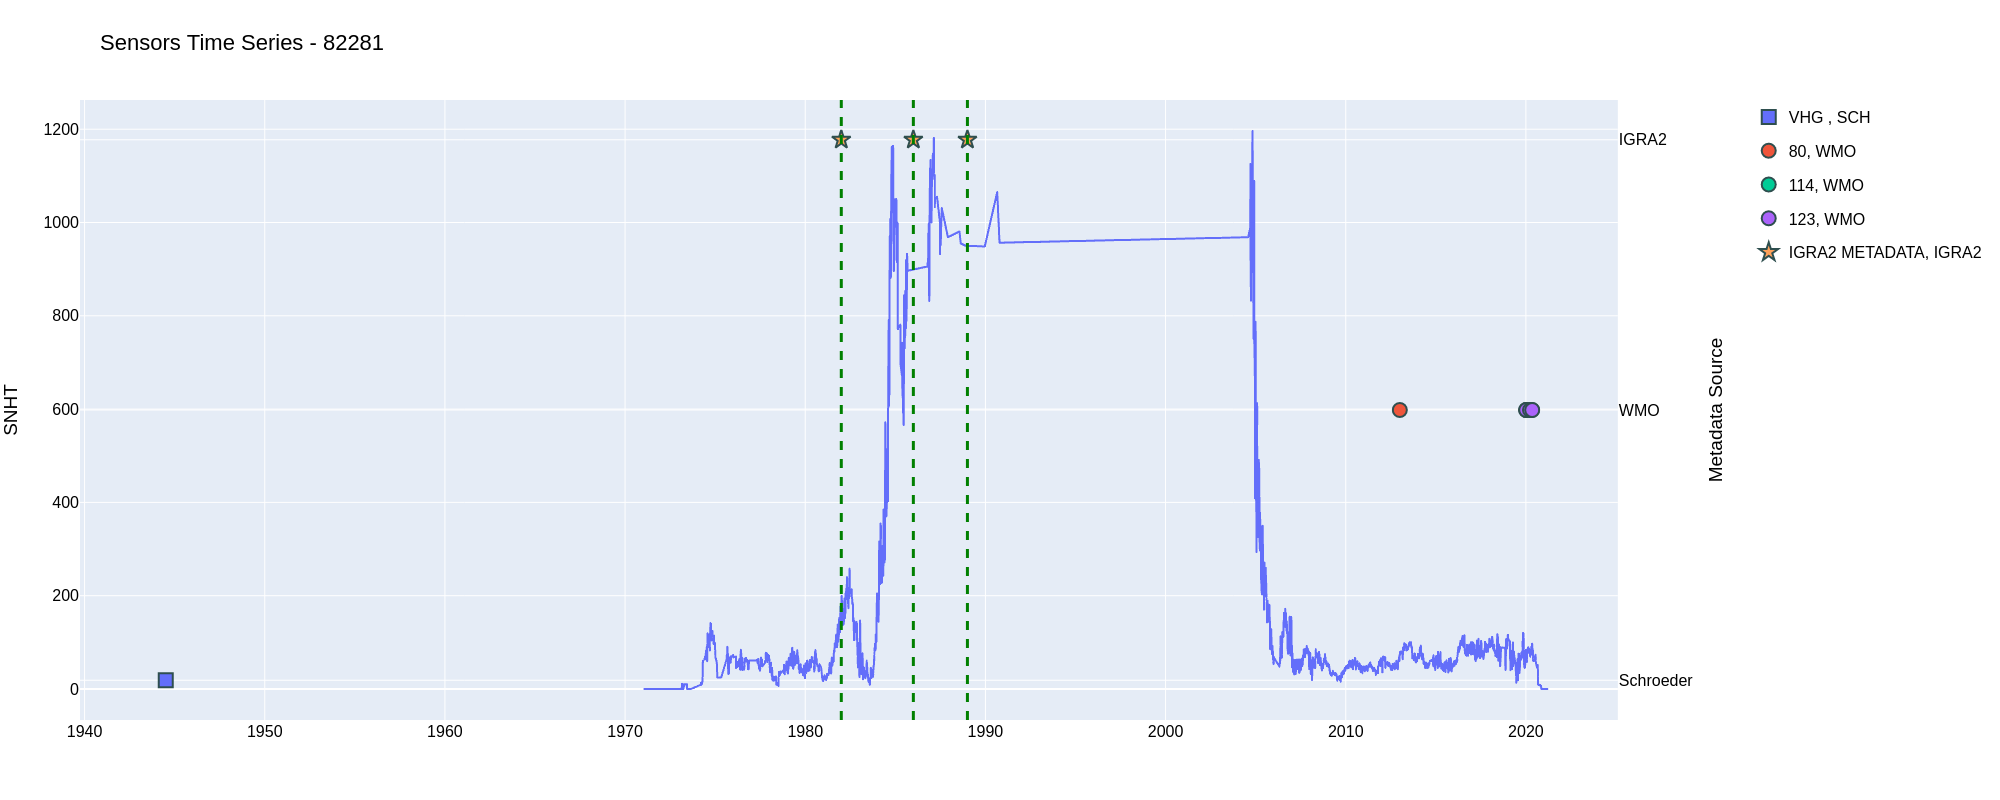 Sensors Time Series - 82281
1200
1000
800
600
400
200
0
SNHT
1940
1950
1960
1970
1980
1990
2000
2010
2020
IGRA2
WMO
Schroeder
Metadata Source
VHG , SCH
80, WMO
114, WMO
123, WMO
IGRA2 METADATA, IGRA2